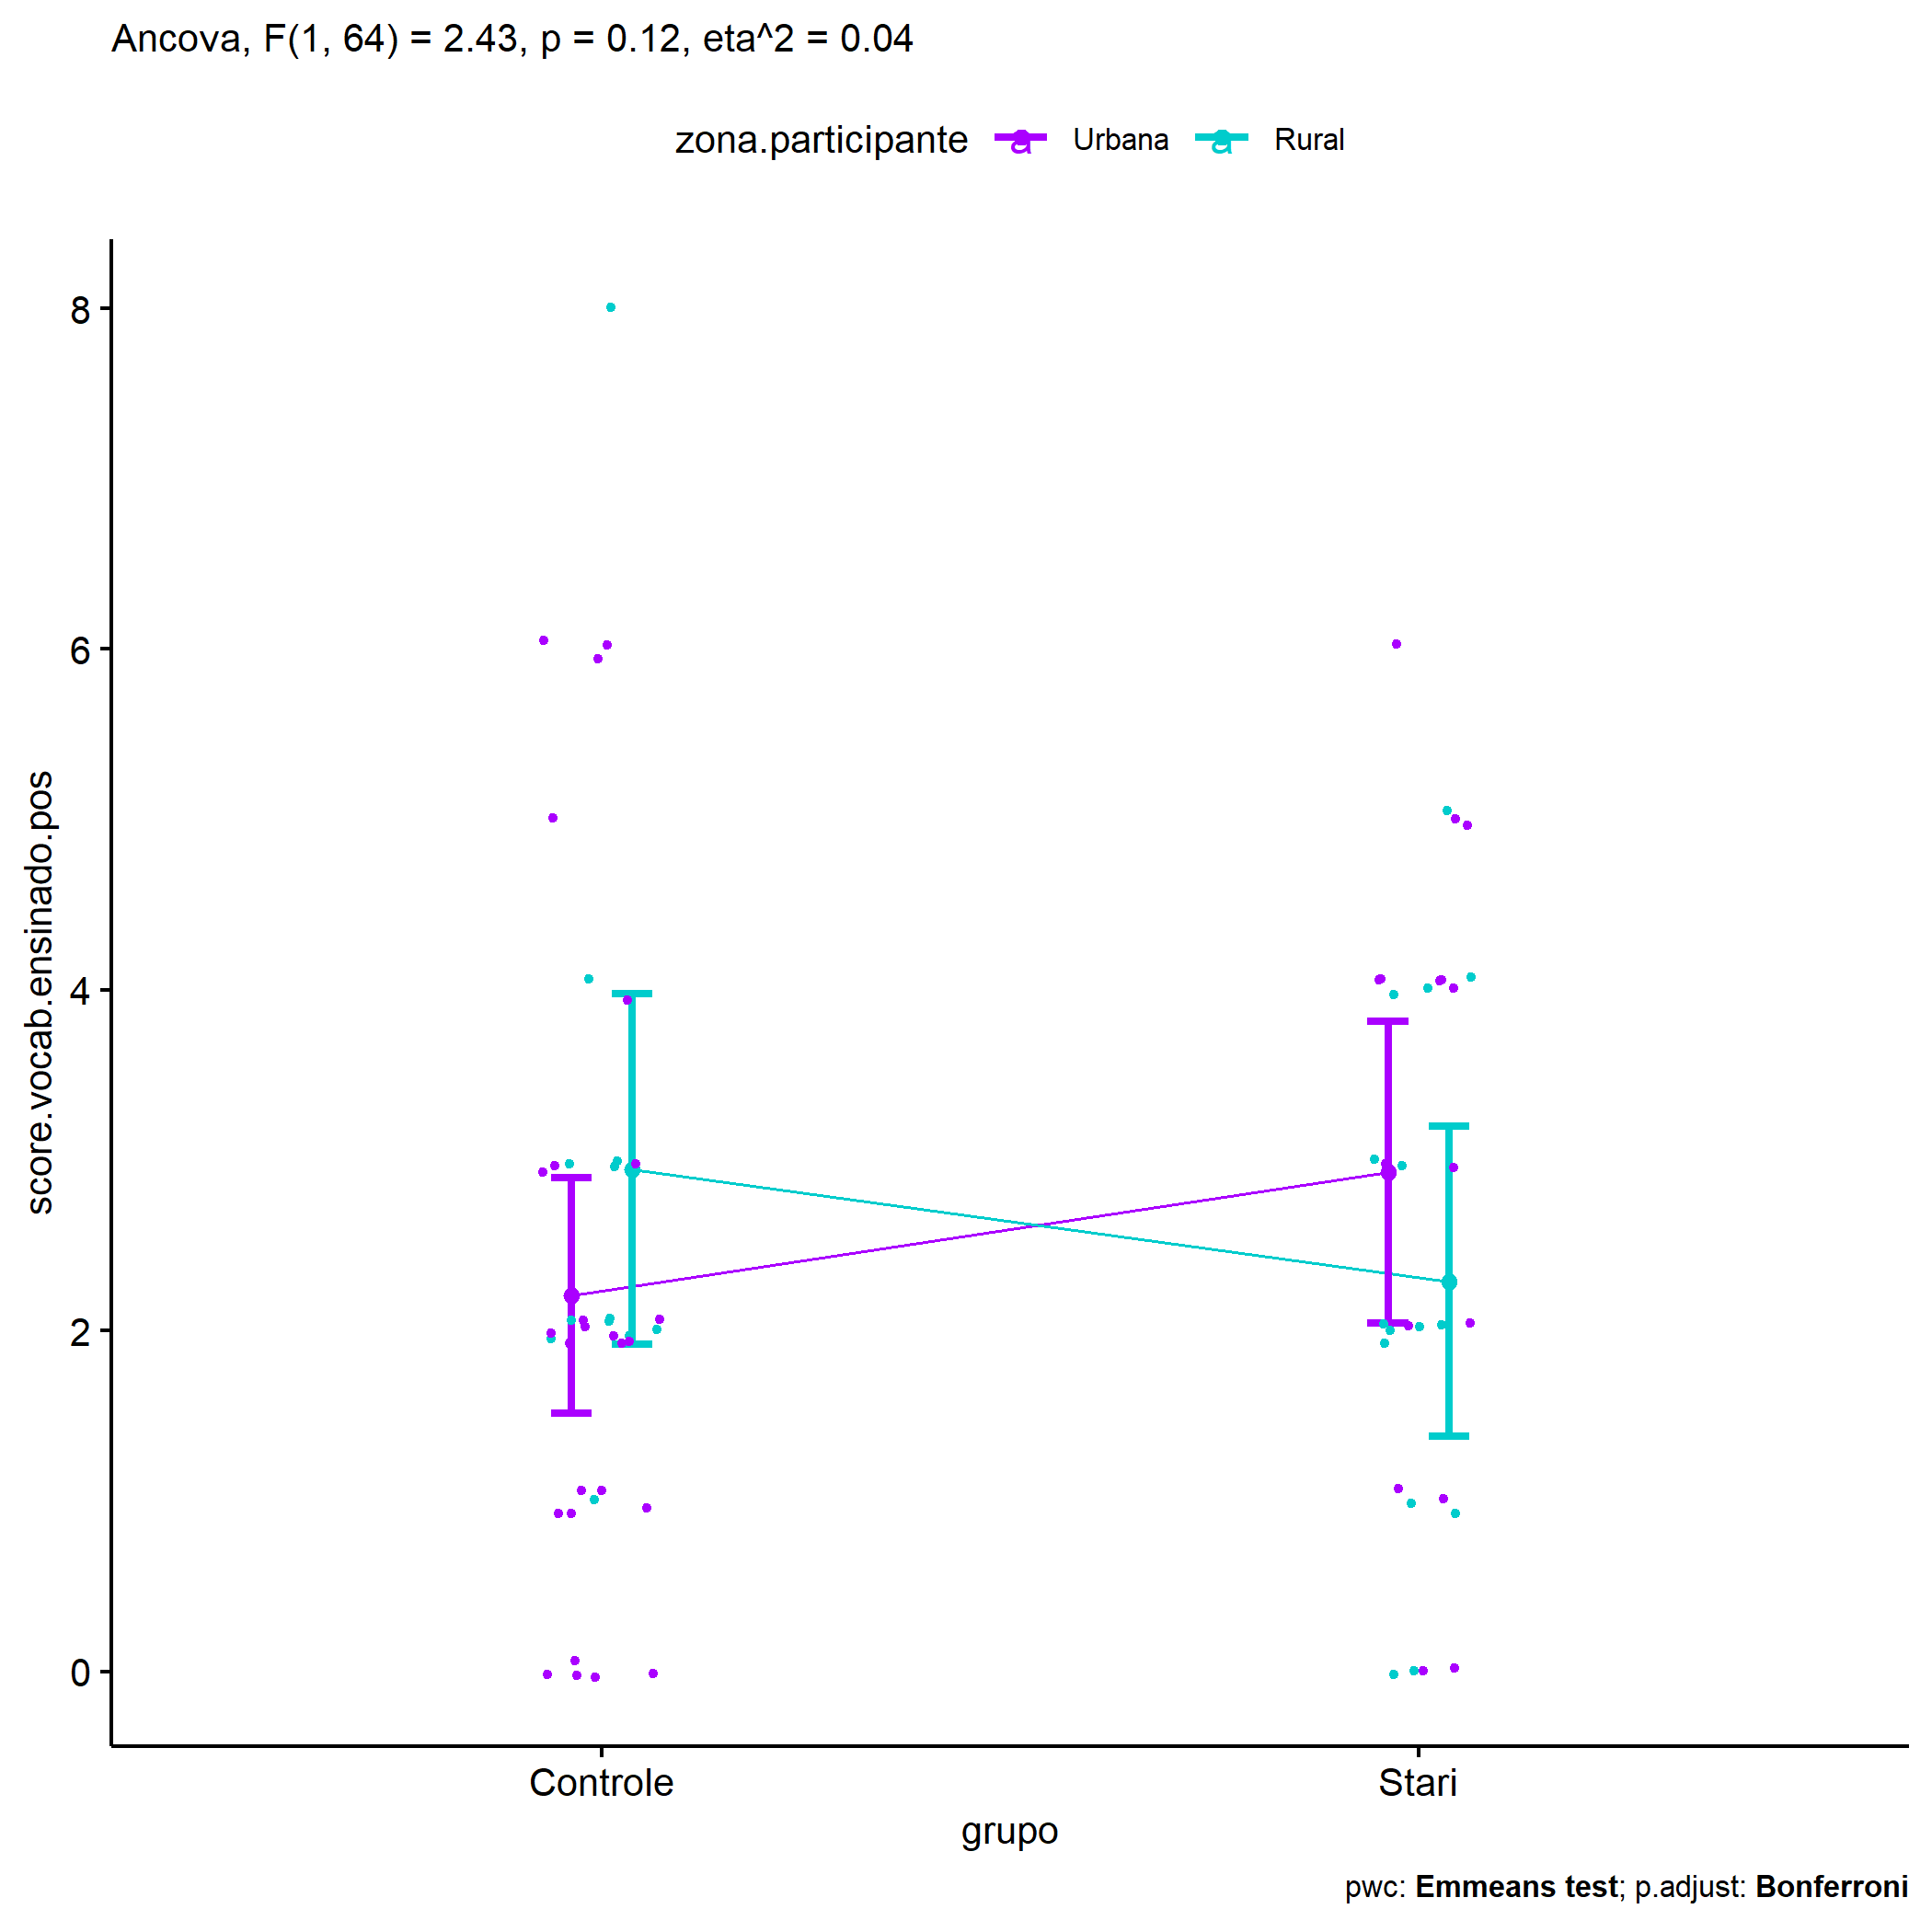 Ancova, F(1, 64) = 2.43, p = 0.12, eta^2 = 0.04
zona.participante a Urbana a Rural
score.vocab.ensinado.pos
8
6
4
2
0
Controle Stari
grupo
pwc: Emmeans test; p.adjust: Bonferroni